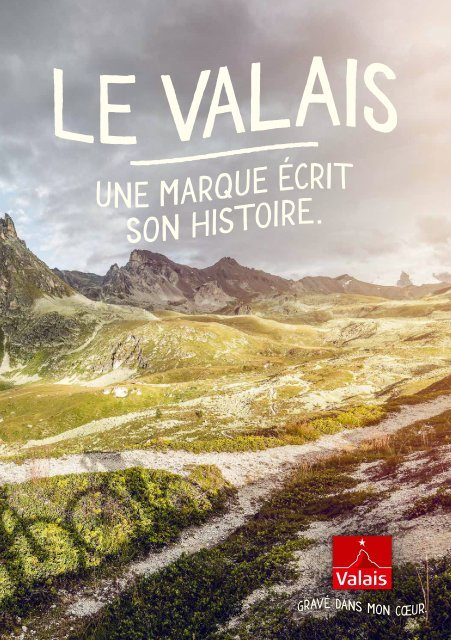 LE VALAIS
UNE MARQUE ÉCRIT
SON HISTOIRE.
Valais
GRAVÉ DANS MON CŒUR.